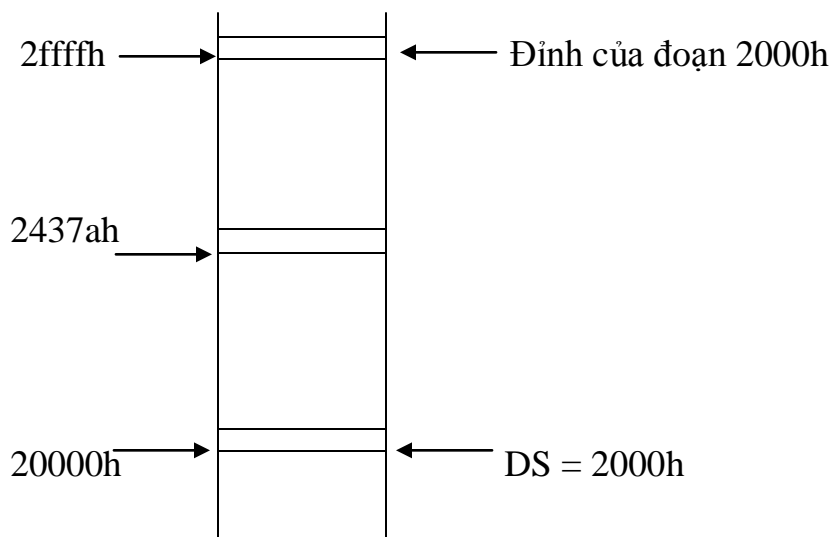 2ffffh
Đỉnh của đoạn 2000h
2437ah
20000h
DS = 2000h